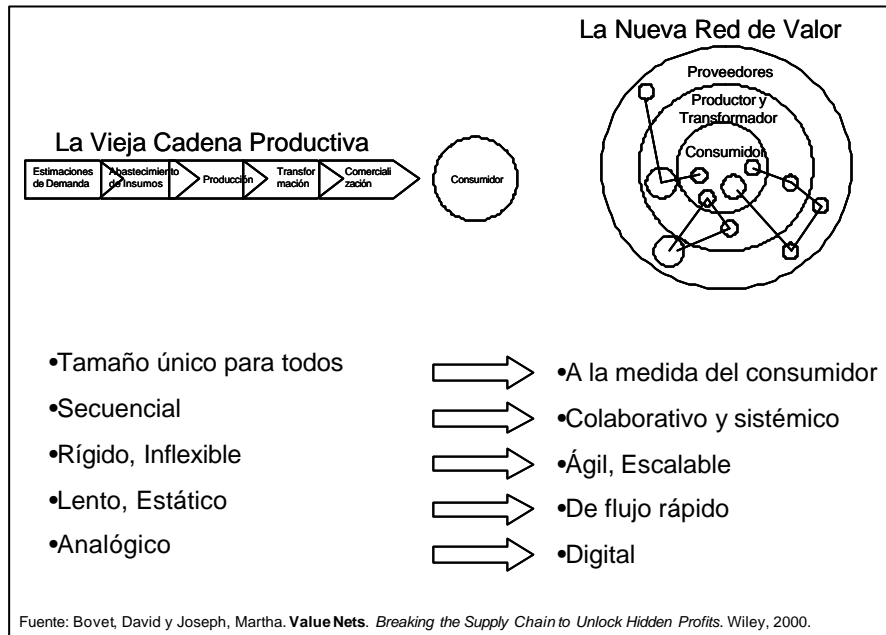 La Nueva Red de Valor
Proveedores
Productor y
Transformador
Consumidor
La Vieja Cadena Productiva
Estimaciones
de Demanda
Abastecimiento
de Insumos
Producción
Transfor
mación
Comerciali
zación
Consumidor
•Tamaño único para todos
•A la medida del consumidor
•Secuencial
•Colaborativo y sistémico
•Rígido, Inflexible
•Ágil, Escalable
•Lento, Estático
•De flujo rápido
•Analógico
•Digital
Fuente: Bovet, David y Joseph, Martha. Value Nets. Breaking the Supply Chain to Unlock Hidden Profits. Wiley, 2000.